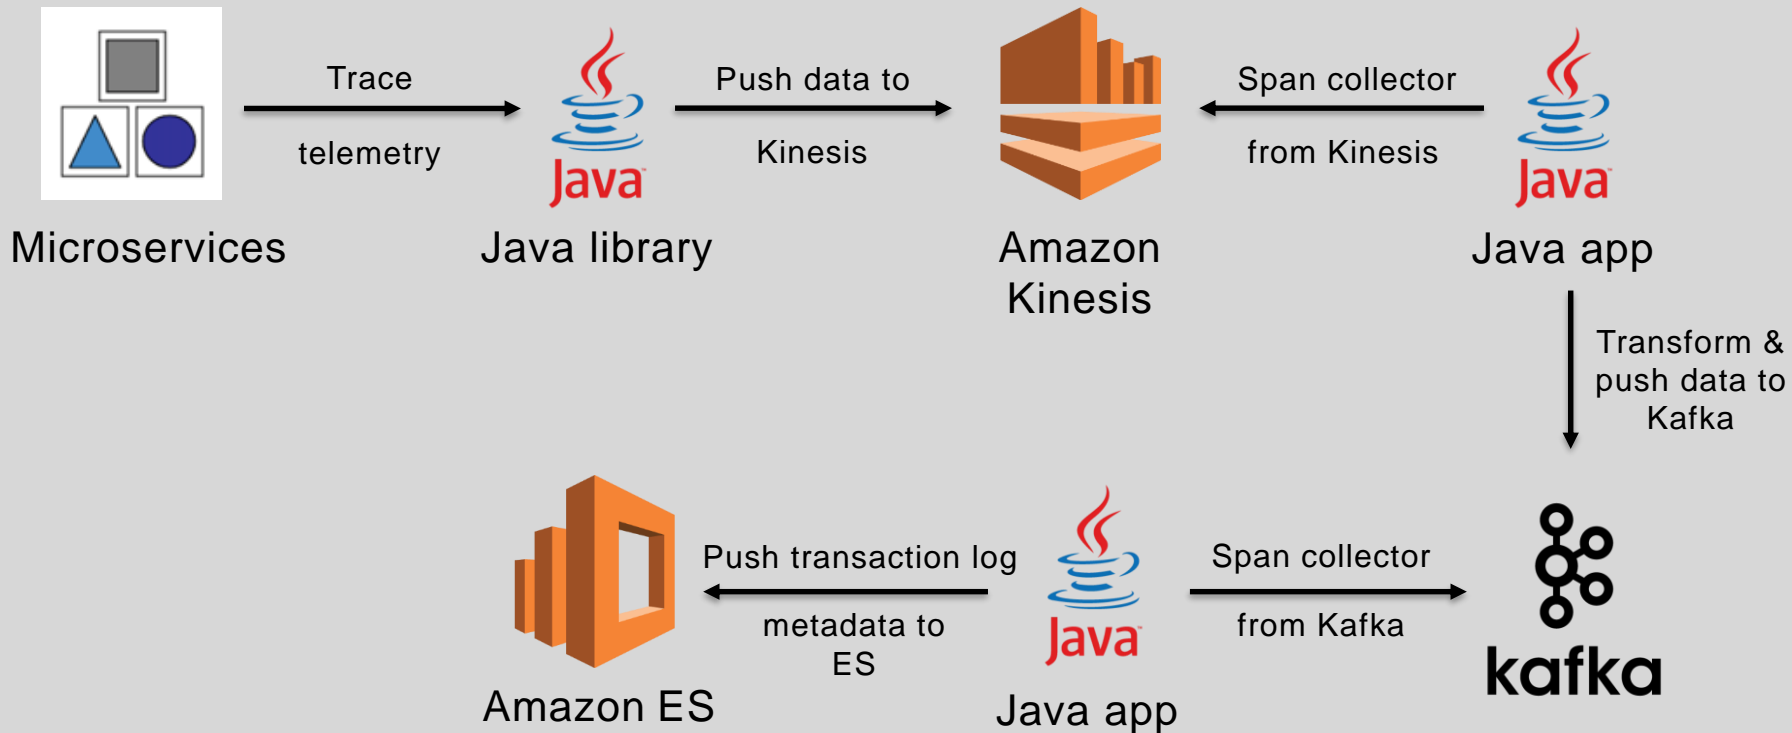 Trace
telemetry
Java
Push data to
Kinesis
Span collector
from Kinesis
Java
Microservices
Java library
Amazon
Kinesis
Java app
Transform &
push data to
Kafka
Push transaction log
metadata to
ES
Java
Span collector
from Kafka
kafka
Amazon ES
Java app